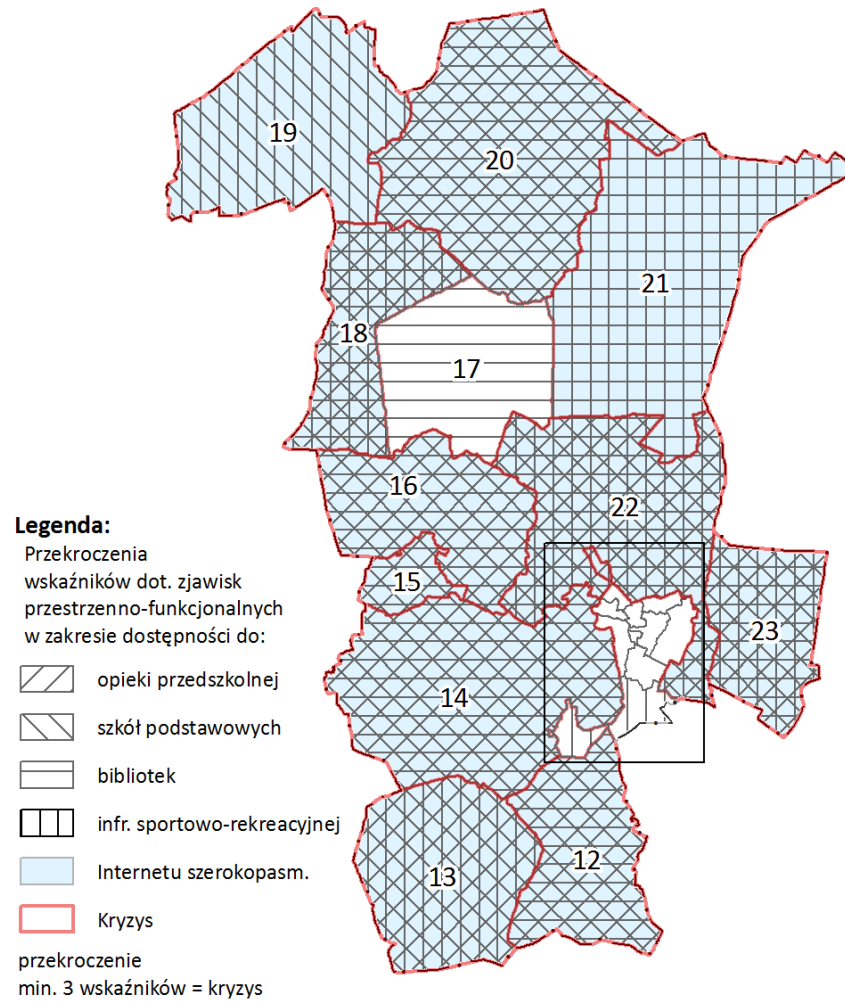 19
20
21
18
17
16
22
15
23
14
13
12
Legenda:
Przekroczenia
wskaźników dot. zjawisk
przestrzenno-funkcjonalnych
w zakresie dostępności do:
opieki przedszkolnej
szkół podstawowych
bibliotek
infr. sportowo-rekreacyjnej
Internetu szerokopasm.
Kryzys
przekroczenie
min. 3 wskaźników = kryzys